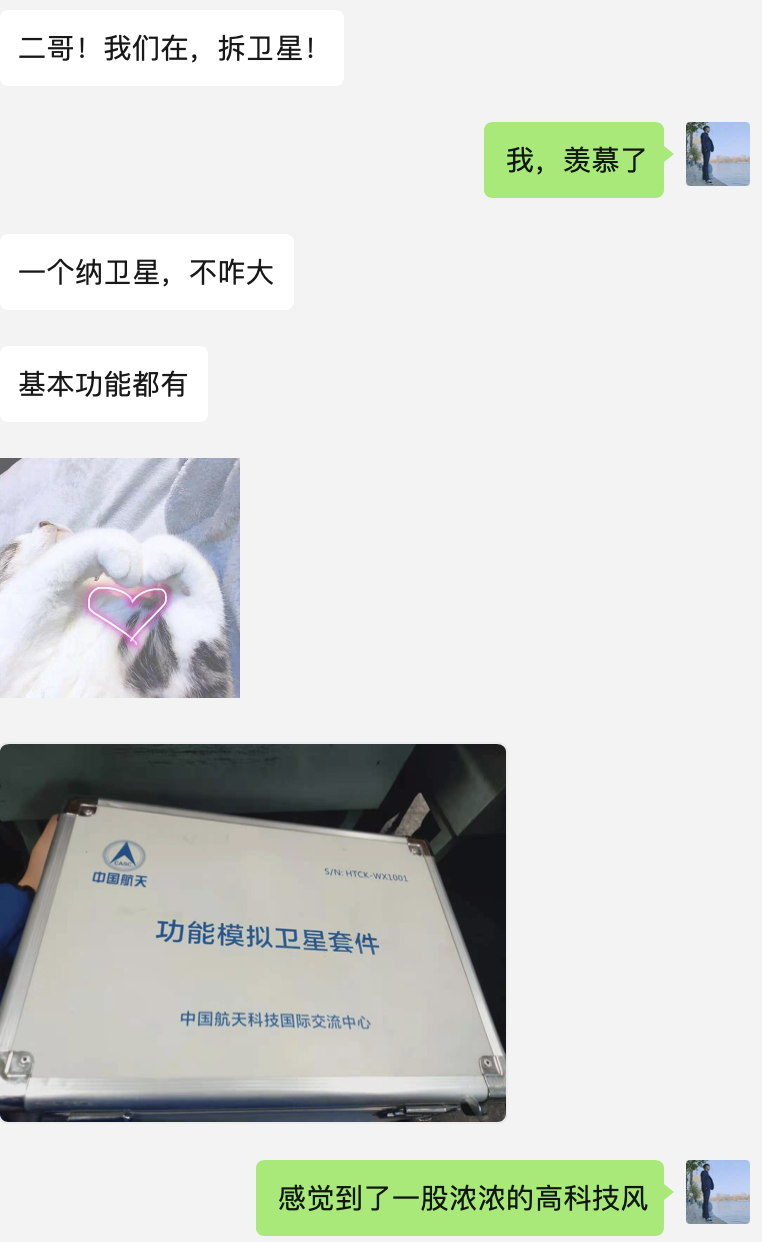 二哥！我们在，拆卫星！
我，羡慕了
一个纳卫星，不咋大
基本功能都有
CASC
中国航天
S/N: HTCK-WX1001
功能模拟卫星套件
中国航天科技国际交流中心
感觉到了一股浓浓的高科技风